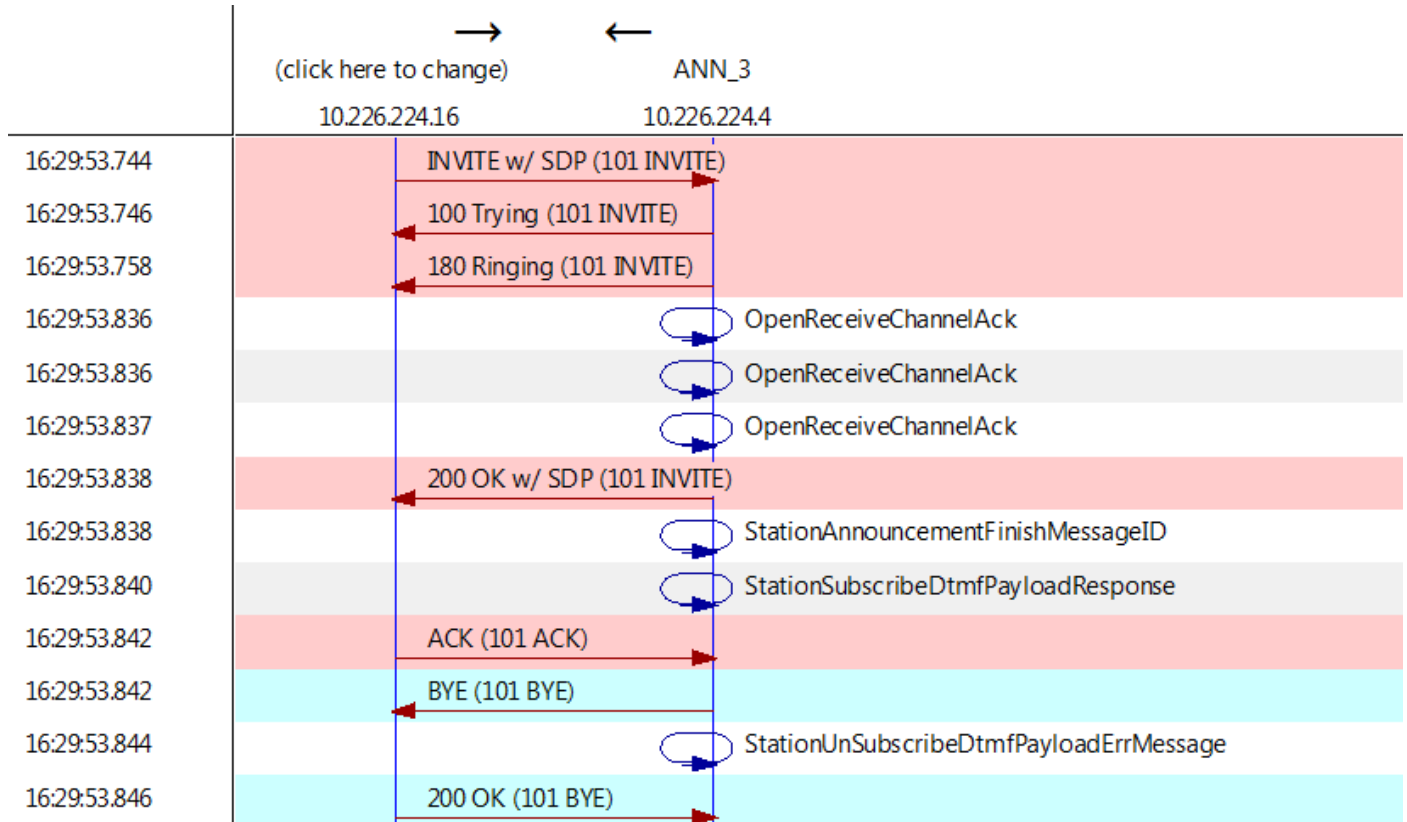 → ←
(click here to change) ANN_3
10.226.224.16 10.226.224.4
16:29:53.744 INVITE w/ SDP (101 INVITE)
16:29:53.746 100 Trying (101 INVITE)
16:29:53.758 180 Ringing (101 INVITE)
16:29:53.836 OpenReceiveChannelAck
16:29:53.836 OpenReceiveChannelAck
16:29:53.837 OpenReceiveChannelAck
16:29:53.838 200 OK w/ SDP (101 INVITE)
16:29:53.838 StationAnnouncementFinishMessageID
16:29:53.840 StationSubscribeDtmfPayloadResponse
16:29:53.842 ACK (101 ACK)
16:29:53.842 BYE (101 BYE)
16:29:53.844 StationUnSubscribeDtmfPayloadErrMessage
16:29:53.846 200 OK (101 BYE)